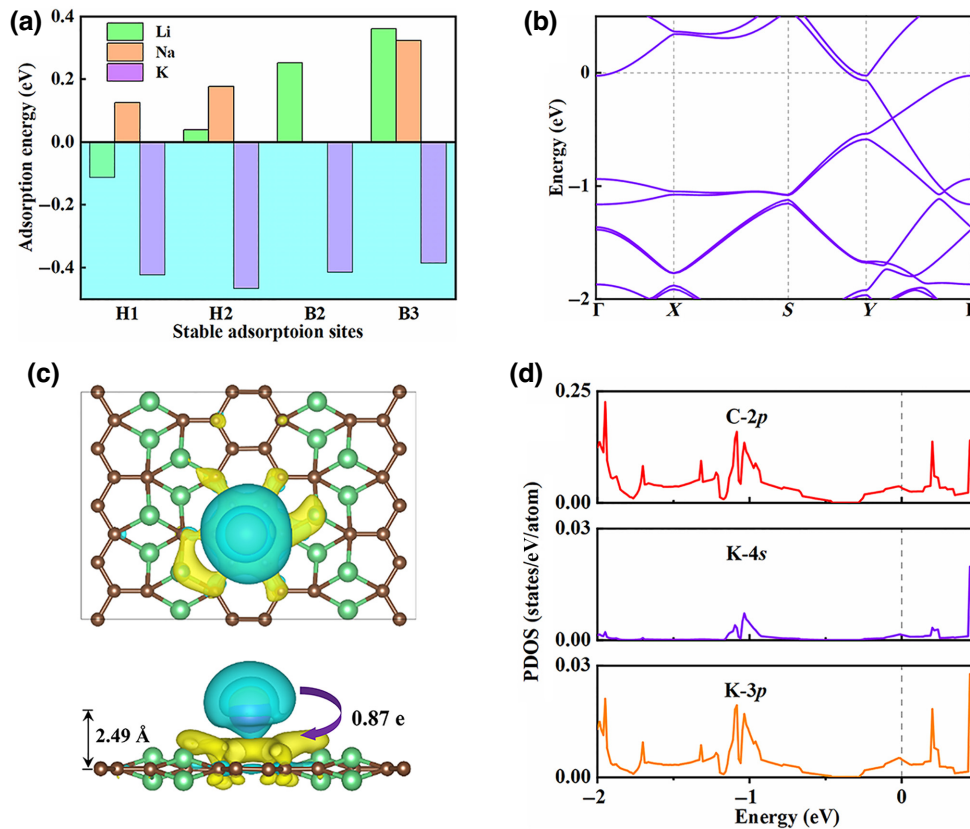 (a)
Li
Na
K
0.4
0.2
0.0
−0.2
−0.4
Adsorption energy (eV)
H1 H2 B2 B3
Stable adsorptoion sites
(b)
0
−1
−2
Energy (eV)
Γ X S Y
(c)
2.49 Å
0.87 e
(d)
0.25
C-2p
0.00
0.03
K-4s
0.00
0.03
K-3p
0.00
PDOS (states/eV/atom)
−2 −1 0
Energy (eV)